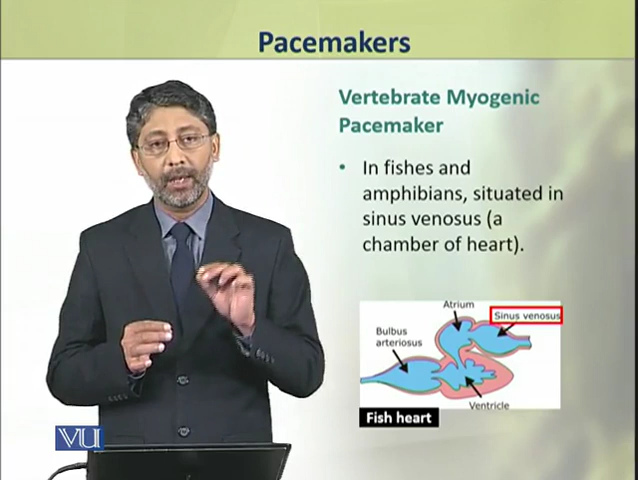 Pacemakers
Vertebrate Myogenic
Pacemaker
• In fishes and
amphibians, situated in
sinus venosus (a
chamber of heart).
Atrium
Sinus venosus
Bulbus
arteriosus
Ventricle
Fish heart
VU